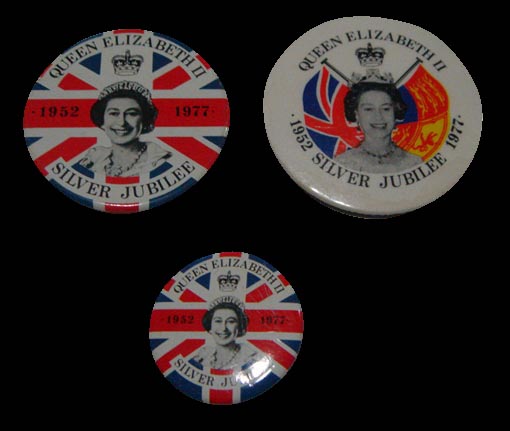 QUEEN ELIZABETH II
·1952 1977·
SILVER JUBILEE
QUEEN ELIZABETH II
·1952 SILVER JUBILEE 1977·
QUEEN ELIZABETH II
·1952 1977·
SILVER